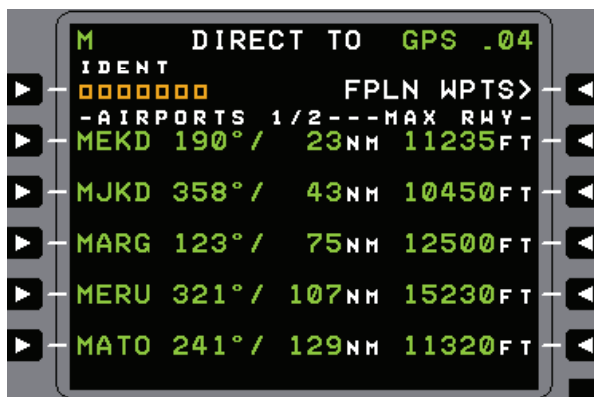 M DIRECT TO GPS .04
IDENT
▯▯▯▯▯▯▯ FPLN WPTS>
-AIRPORTS 1/2---MAX RWY-
MEKD 190°/ 23NM 11235FT
MJKD 358°/ 43NM 10450FT
MARG 123°/ 75NM 12500FT
MERU 321°/ 107NM 15230FT
MATO 241°/ 129NM 11320FT